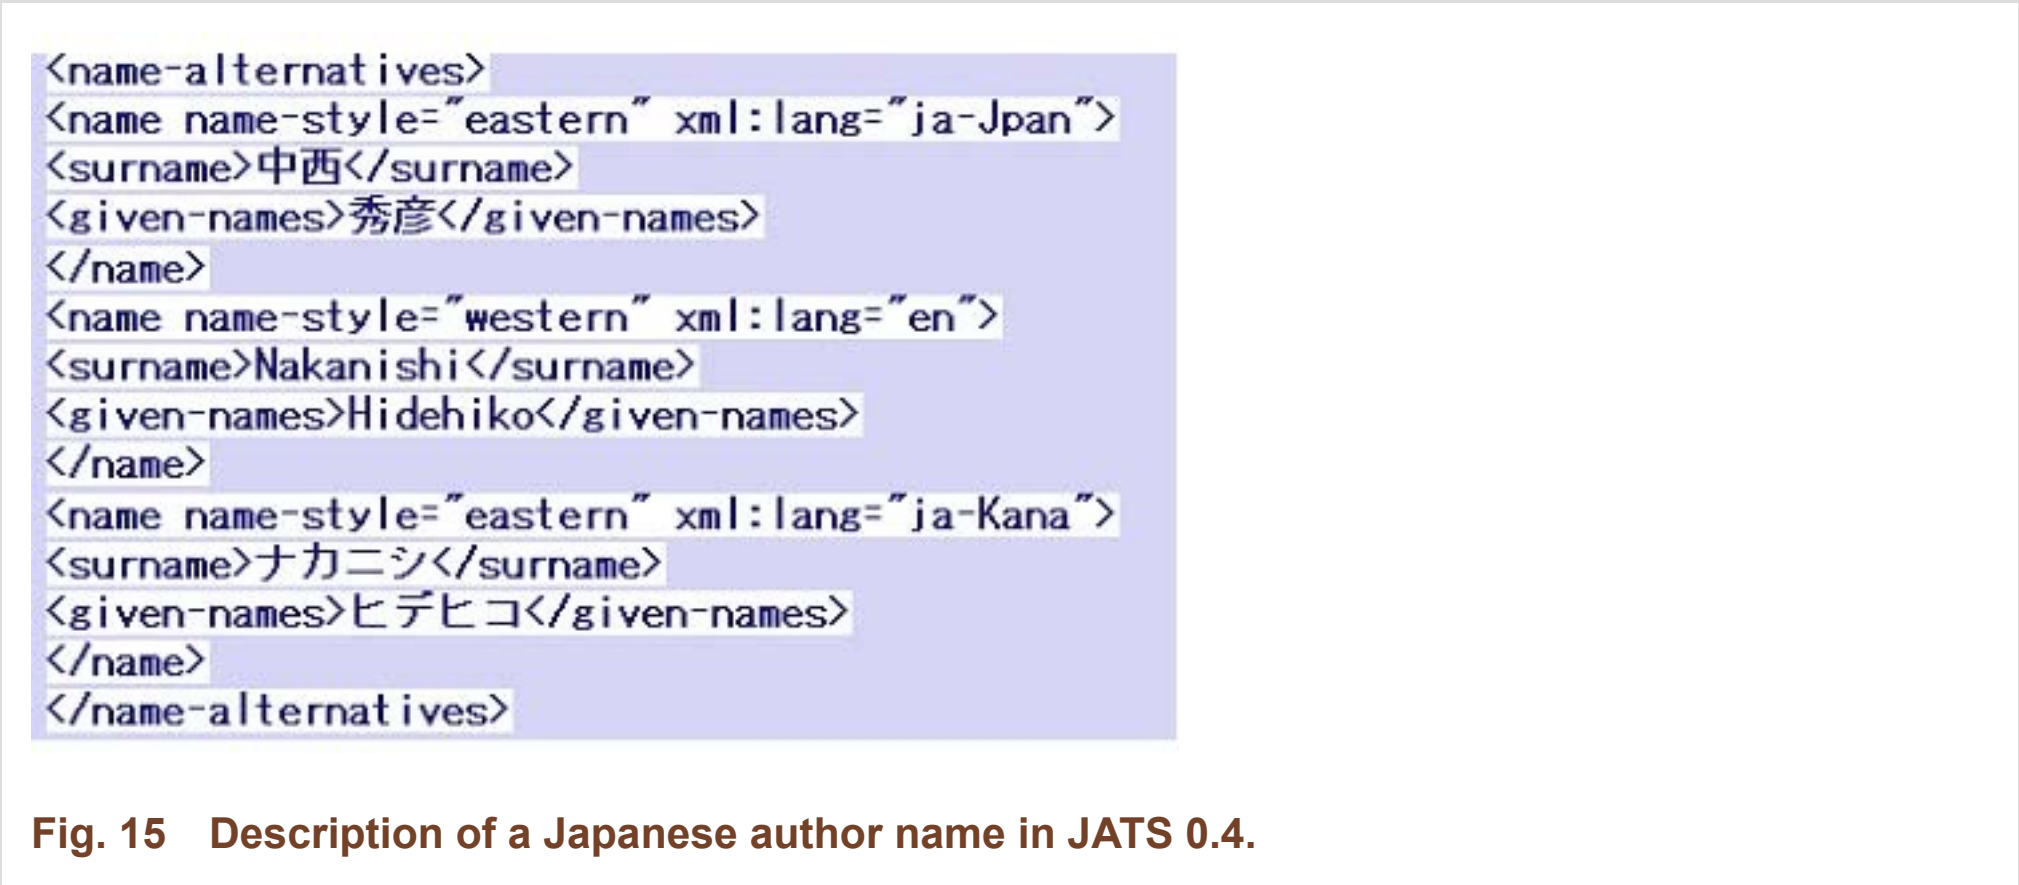 <name-alternatives>
<name name-style="eastern" xml:lang="ja-Jpan">
<surname>中西</surname>
<given-names>秀彦</given-names>
</name>
<name name-style="western" xml:lang="en">
<surname>Nakanishi</surname>
<given-names>Hidehiko</given-names>
</name>
<name name-style="eastern" xml:lang="ja-Kana">
<surname>ナカニシ</surname>
<given-names>ヒデヒコ</given-names>
</name>
</name-alternatives>
Fig. 15 Description of a Japanese author name in JATS 0.4.